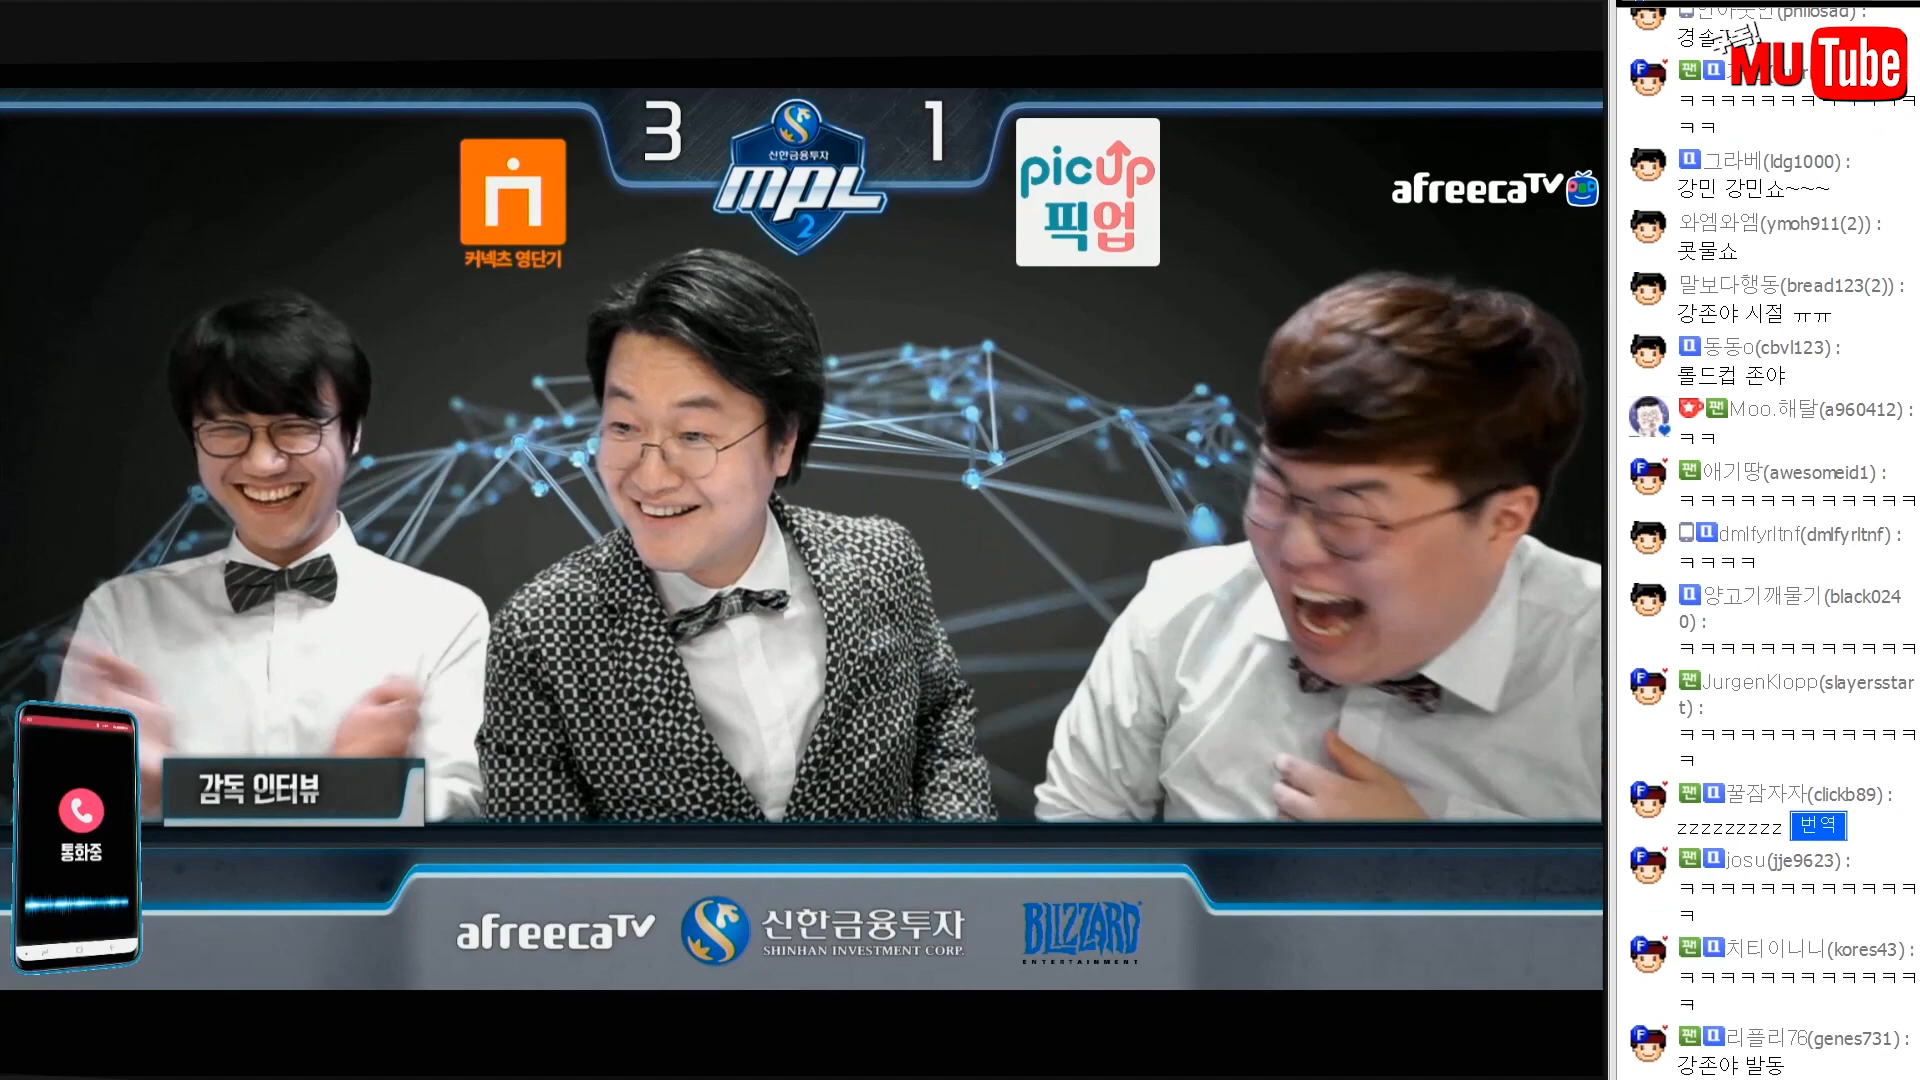 3
1
신한금융투자
MPL
2
커넥츠 영단기
picup
픽업
afreecaTV
감독 인터뷰
통화중
afreecaTV
신한금융투자
SHINHAN INVESTMENT CORP.
BLIZZARD
ENTERTAINMENT
구독!
MU Tube
(philosad) :
경솔
ㅋㅋㅋㅋㅋㅋㅋㅋㅋㅋㅋㅋ
ㅋㅋ
그라베(ldg1000) :
강민 강민쇼~~~
와엠와엠(ymoh911(2)) :
콧물쇼
말보다행동(bread123(2)) :
강존야 시절 ㅠㅠ
동동o(cbvl123) :
롤드컵 존야
팬 Moo.해탈(a960412) :
ㅋㅋ
팬 애기땅(awesomeid1) :
ㅋㅋㅋㅋㅋㅋㅋㅋㅋㅋㅋㅋ
dmlfyrltnf(dmlfyrltnf) :
ㅋㅋㅋㅋ
양고기깨물기(black024
0) :
ㅋㅋㅋㅋㅋㅋㅋㅋㅋㅋㅋㅋ
팬 JurgenKlopp(slayersstar
t) :
ㅋㅋㅋㅋㅋㅋㅋㅋㅋㅋㅋㅋ
ㅋ
팬 꿀잠자자(clickb89) :
zzzzzzzzz 번역
팬 josu(jje9623) :
ㅋㅋㅋㅋㅋㅋㅋㅋㅋㅋㅋㅋ
ㅋ
팬 치티이니니(kores43) :
ㅋㅋㅋㅋㅋㅋㅋㅋㅋㅋㅋㅋ
ㅋ
팬 리플리76(genes731) :
강존야 발동